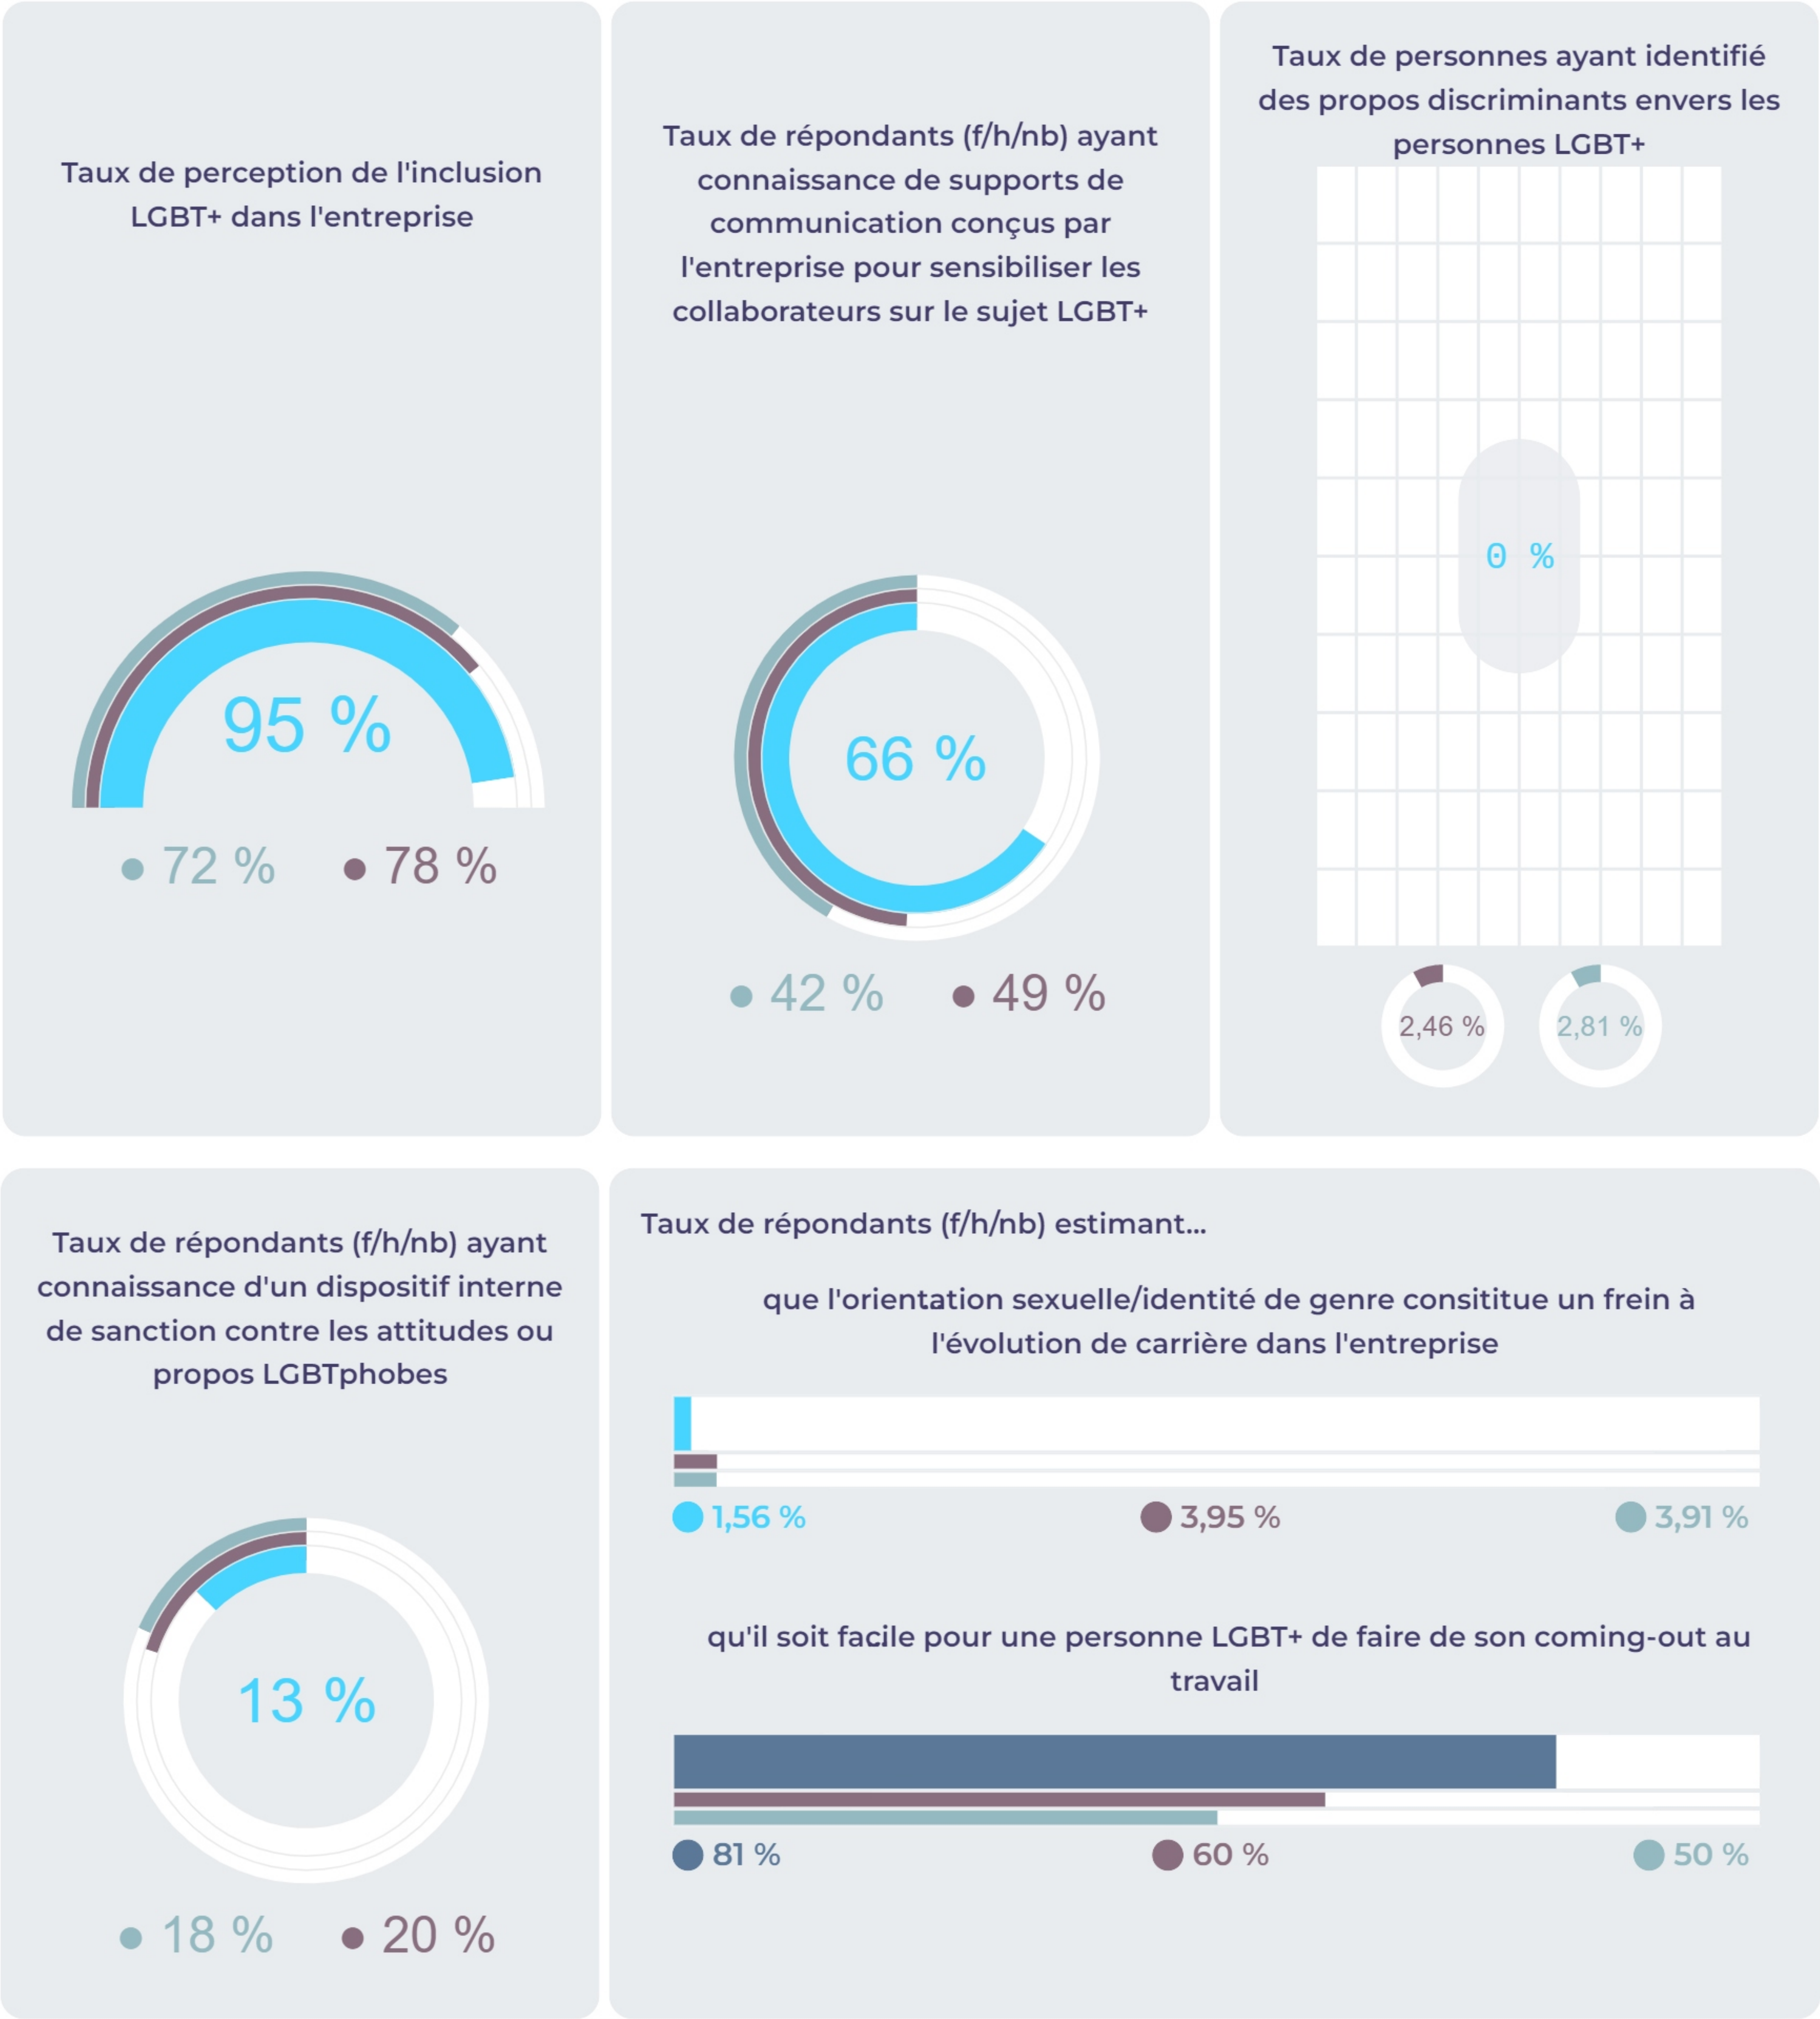 Taux de perception de l'inclusion
LGBT+ dans l'entreprise
95 %
72 %
78 %
Taux de répondants (f/h/nb) ayant
connaissance de supports de
communication conçus par
l'entreprise pour sensibiliser les
collaborateurs sur le sujet LGBT+
66 %
42 %
49 %
Taux de personnes ayant identifié
des propos discriminants envers les
personnes LGBT+
0 %
2,46 %
2,81 %
Taux de répondants (f/h/nb) ayant
connaissance d'un dispositif interne
de sanction contre les attitudes ou
propos LGBTphobes
13 %
18 %
20 %
Taux de répondants (f/h/nb) estimant...
que l'orientation sexuelle/identité de genre consititue un frein à
l'évolution de carrière dans l'entreprise
1,56 %
3,95 %
3,91 %
qu'il soit facile pour une personne LGBT+ de faire de son coming-out au
travail
81 %
60 %
50 %